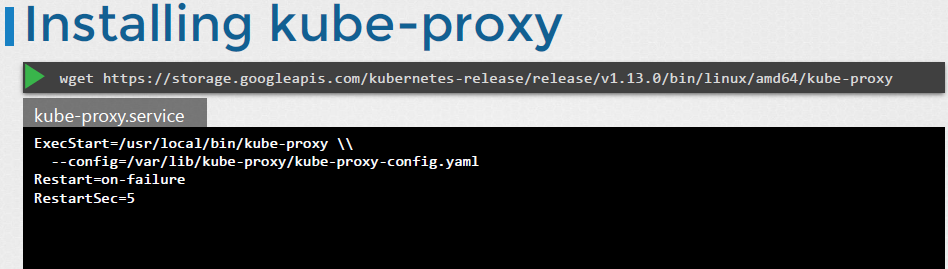 Installing kube-proxy
wget https://storage.googleapis.com/kubernetes-release/release/v1.13.0/bin/linux/amd64/kube-proxy
kube-proxy.service
ExecStart=/usr/local/bin/kube-proxy \\
  --config=/var/lib/kube-proxy/kube-proxy-config.yaml
Restart=on-failure
RestartSec=5